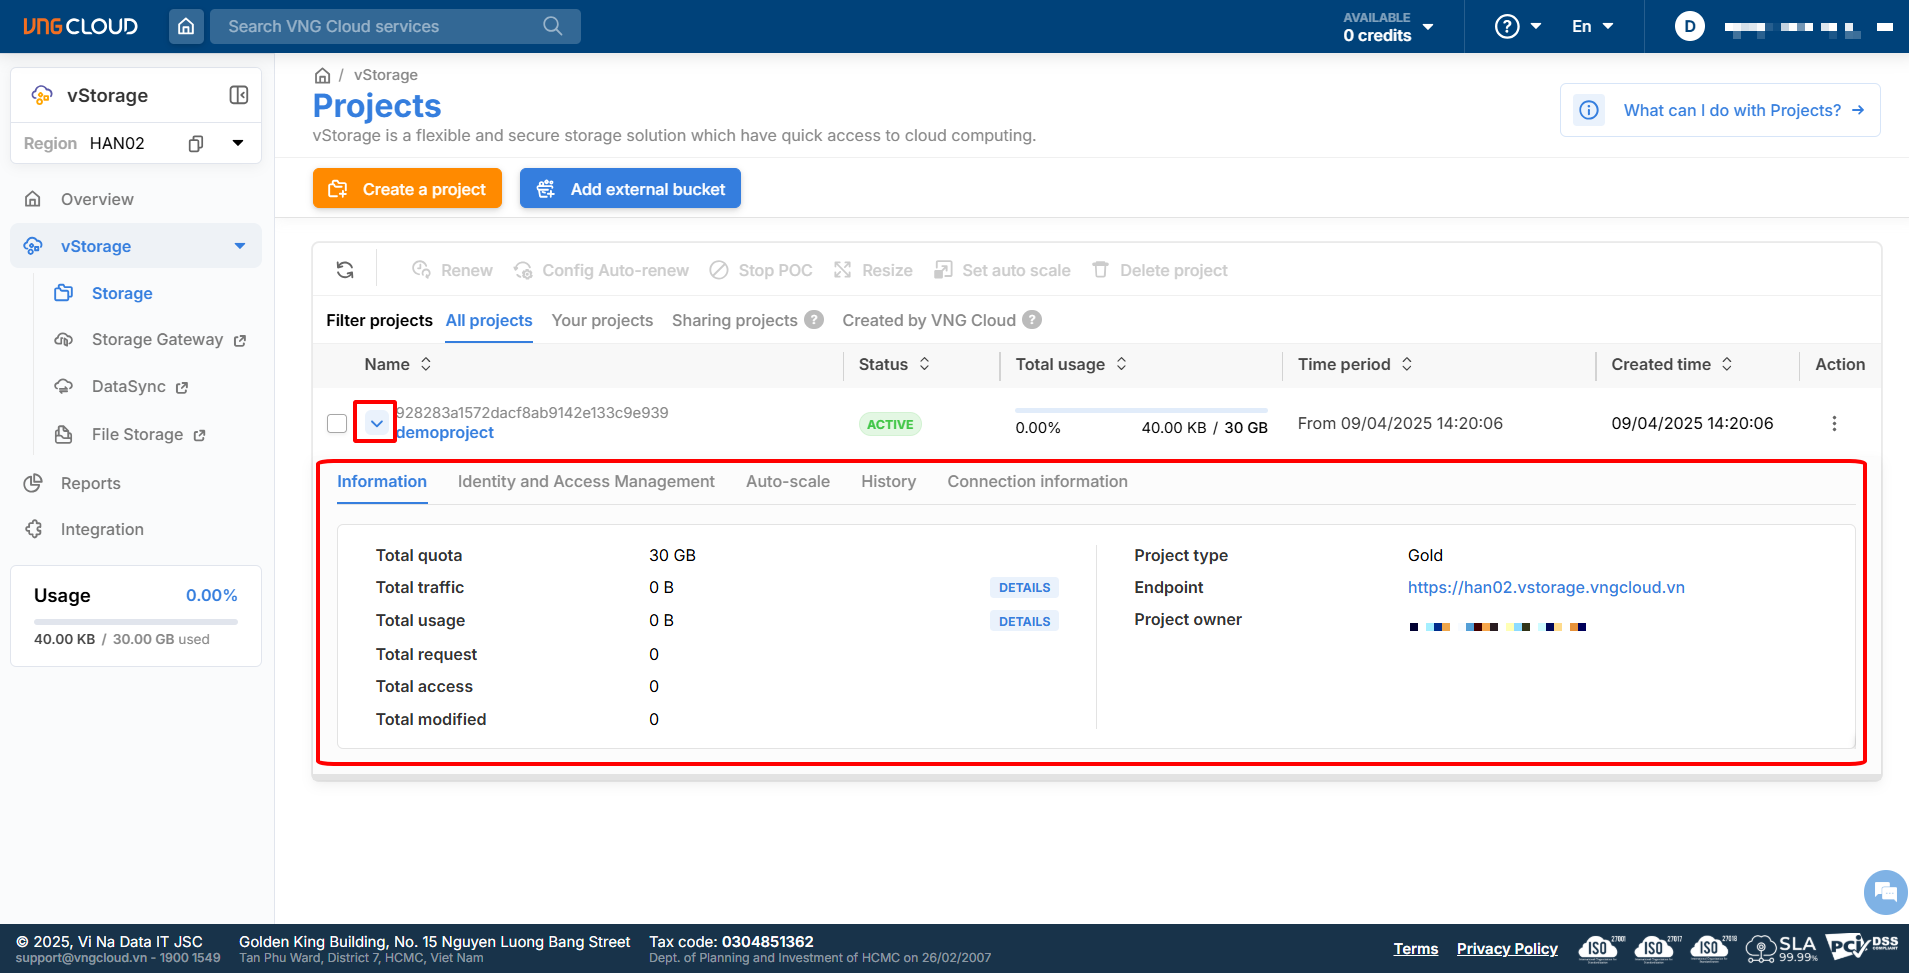 VNG CLOUD
Search VNG Cloud services
AVAILABLE
0 credits
?
En
D
vStorage
Region HAN02
Overview
vStorage
Storage
Storage Gateway
DataSync
File Storage
Reports
Integration
Usage 0.00%
40.00 KB / 30.00 GB used
/ vStorage
Projects
vStorage is a flexible and secure storage solution which have quick access to cloud computing.
What can I do with Projects?
Create a project
Add external bucket
Renew Config Auto-renew Stop POC Resize Set auto scale Delete project
Filter projects All projects Your projects Sharing projects ? Created by VNG Cloud ?
Name Status Total usage Time period Created time Action
928283a1572dacf8ab9142e133c9e939
demoproject
ACTIVE
0.00% 40.00 KB / 30 GB
From 09/04/2025 14:20:06
09/04/2025 14:20:06
Information Identity and Access Management Auto-scale History Connection information
Total quota 30 GB
Total traffic 0 B DETAILS
Total usage 0 B DETAILS
Total request 0
Total access 0
Total modified 0
Project type Gold
Endpoint https://han02.vstorage.vngcloud.vn
Project owner
© 2025, Vi Na Data IT JSC
support@vngcloud.vn - 1900 1549
Golden King Building, No. 15 Nguyen Luong Bang Street
Tan Phu Ward, District 7, HCMC, Viet Nam
Tax code: 0304851362
Dept. of Planning and Investment of HCMC on 26/02/2007
Terms
Privacy Policy
ISO 27001
ISO 27017
ISO 27018
SLA
99.99%
PCI DSS
COMPLIANT